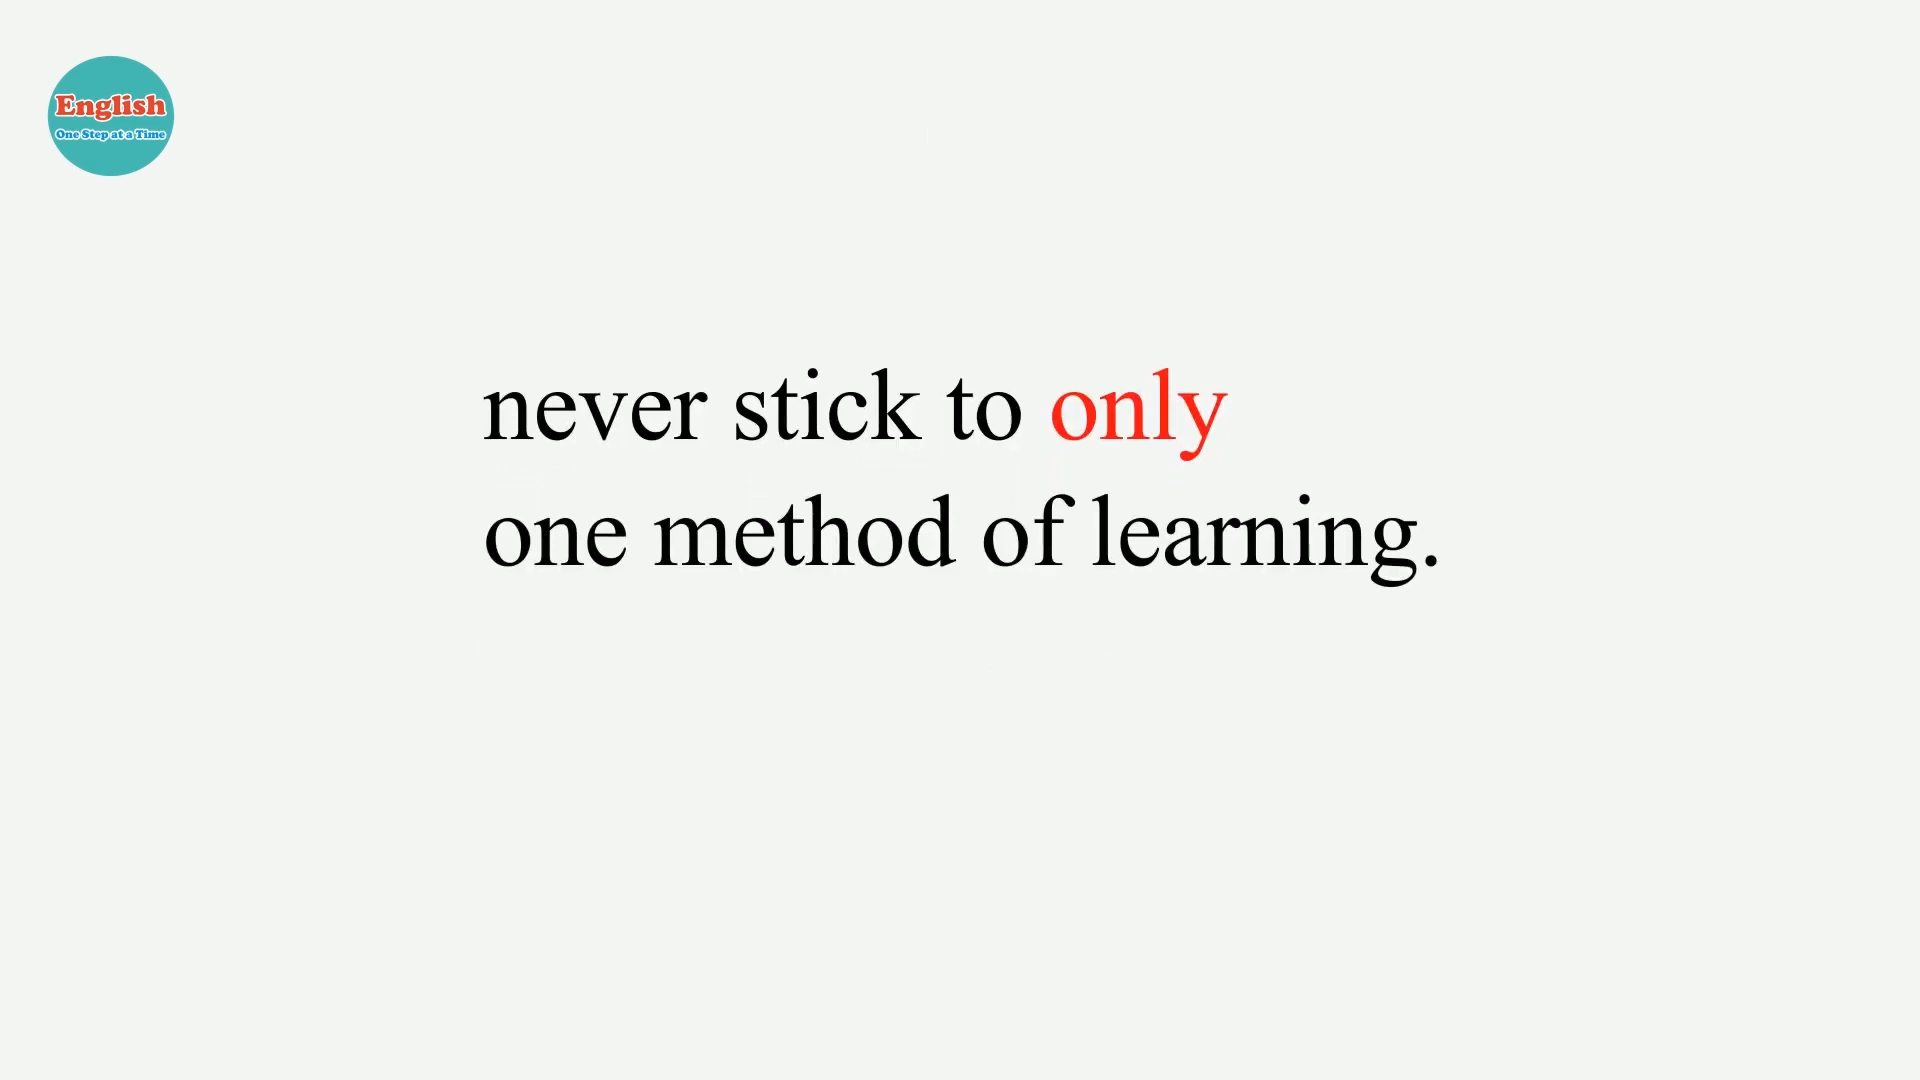 English
One Step at a Time
never stick to only
one method of learning.